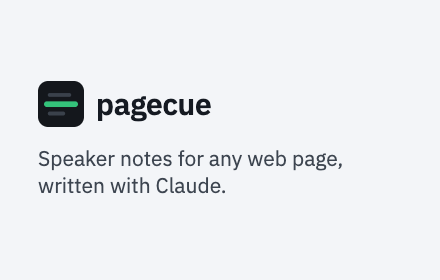 pagecue
Speaker notes for any web page,
written with Claude.